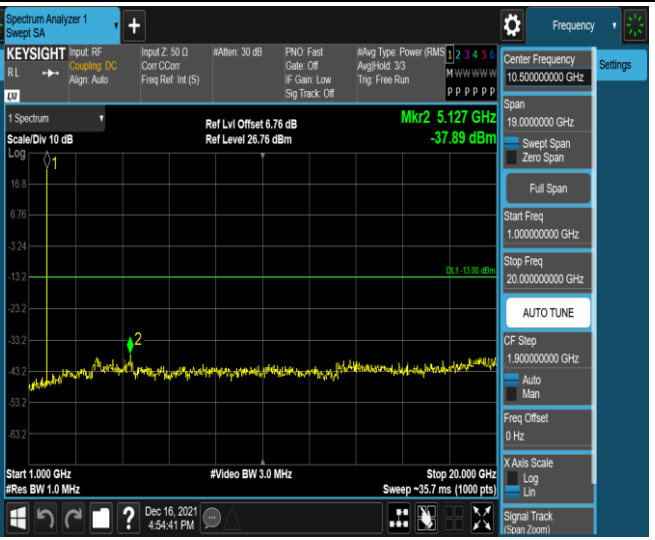 Spectrum Analyzer 1
Swept SA
+
Frequency
KEYSIGHT
RL
LXI
Input: RF
Coupling: DC
Align: Auto
Input Z: 50 Ω
Corr CCorr
Freq Ref: Int (S)
#Atten: 30 dB
PNO: Fast
Gate: Off
IF Gain: Low
Sig Track: Off
#Avg Type: Power (RMS
Avg|Hold: 3/3
Trig: Free Run
1 2 3 4 5 6
M W W W W W
P P P P P P
Settings
1 Spectrum
Scale/Div 10 dB
Log
Ref Lvl Offset 6.76 dB
Ref Level 26.76 dBm
Mkr2 5.127 GHz
-37.89 dBm
1
16.8
6.76
-3.24
-13.2
-23.2
-33.2
-43.2
-53.2
-63.2
DL1 -13.00 dBm
2
Start 1.000 GHz
#Res BW 1.0 MHz
#Video BW 3.0 MHz
Stop 20.000 GHz
Sweep ~35.7 ms (1000 pts)
Center Frequency
10.500000000 GHz
Span
19.0000000 GHz
Swept Span
Zero Span
Full Span
Start Freq
1.000000000 GHz
Stop Freq
20.000000000 GHz
AUTO TUNE
CF Step
1.900000000 GHz
Auto
Man
Freq Offset
0 Hz
X Axis Scale
Log
Lin
Signal Track
(Span Zoom)
?
Dec 16, 2021
4:54:41 PM